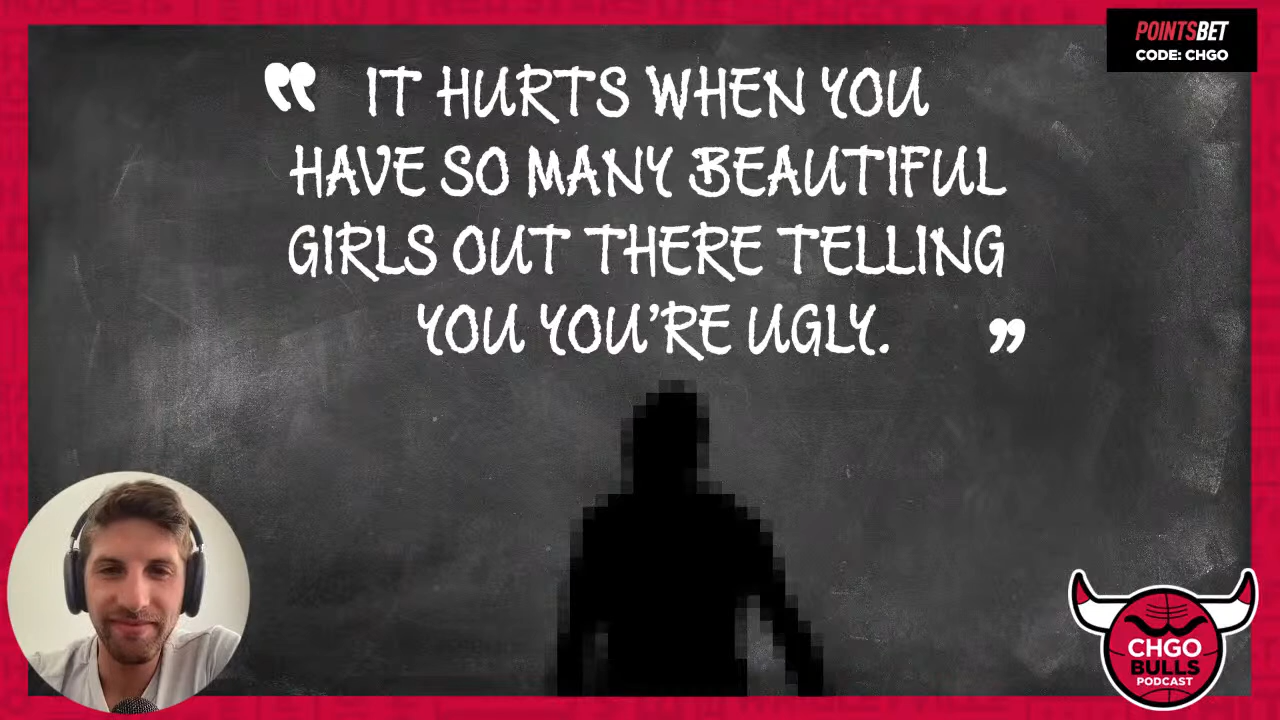 POINTSBET
CODE: CHGO
“ IT HURTS WHEN YOU
HAVE SO MANY BEAUTIFUL
GIRLS OUT THERE TELLING
YOU YOU’RE UGLY. ”
CHGO
BULLS
PODCAST